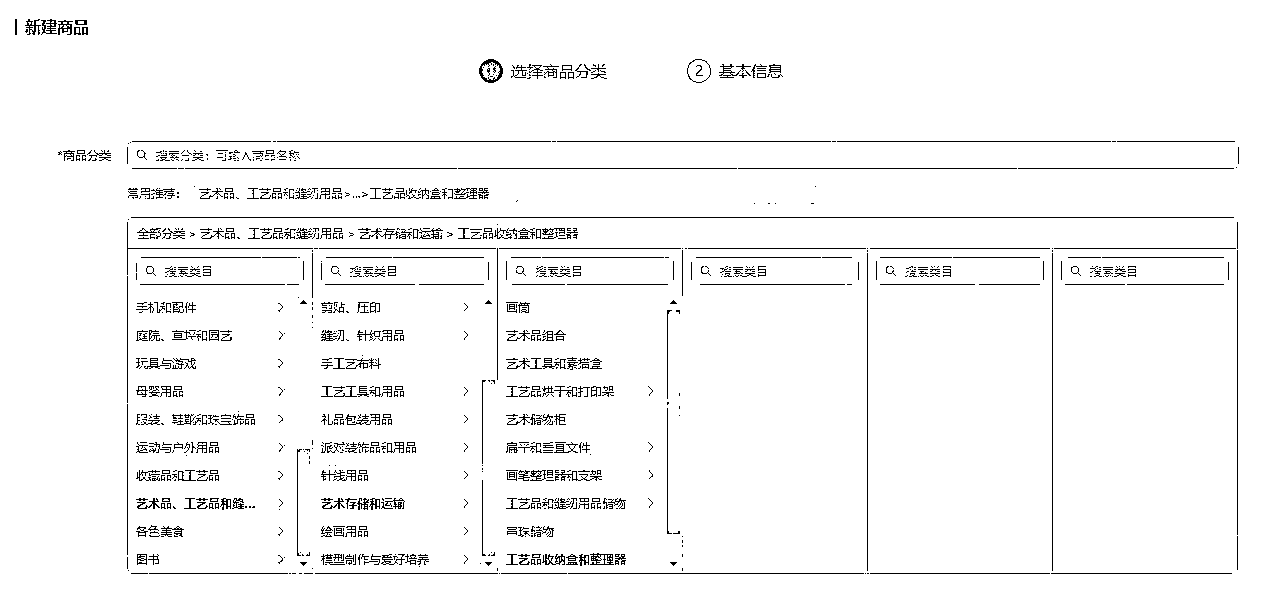 新建商品
选择商品分类
2 基本信息
*商品分类 搜索分类：可输入商品名称
常用推荐： 艺术品、工艺品和缝纫用品>...>工艺品收纳盒和整理器
全部分类 > 艺术品、工艺品和缝纫用品 > 艺术存储和运输 > 工艺品收纳盒和整理器
搜索类目 搜索类目 搜索类目 搜索类目 搜索类目 搜索类目
手机和配件 剪贴、压印 画筒
庭院、草坪和园艺 缝纫、针织用品 艺术品组合
玩具与游戏 手工艺布料 艺术工具和素描盒
母婴用品 工艺工具和用品 工艺品烘干和打印架
服装、鞋靴和珠宝饰品 礼品包装用品 艺术储物柜
运动与户外用品 派对装饰品和用品 扁平和垂直文件
收藏品和工艺品 针线用品 画笔整理器和支架
艺术品、工艺品和缝... 艺术存储和运输 工艺品和缝纫用品储物
各色美食 绘画用品 串珠储物
图书 模型制作与爱好培养 工艺品收纳盒和整理器